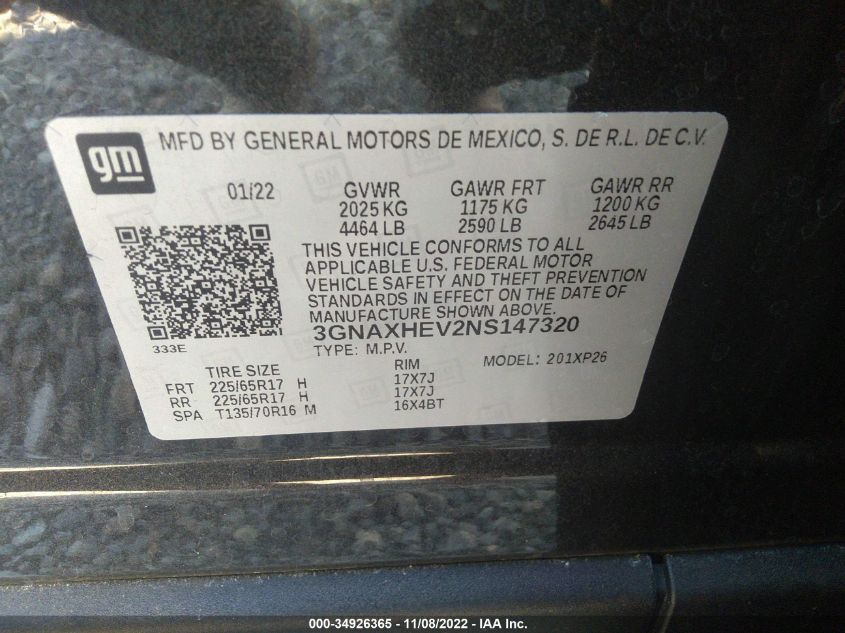 gm MFD BY GENERAL MOTORS DE MEXICO, S. DE R.L. DE C.V.
01/22 GVWR GAWR FRT GAWR RR
2025 KG 1175 KG 1200 KG
4464 LB 2590 LB 2645 LB
THIS VEHICLE CONFORMS TO ALL
APPLICABLE U.S. FEDERAL MOTOR
VEHICLE SAFETY AND THEFT PREVENTION
STANDARDS IN EFFECT ON THE DATE OF
MANUFACTURE SHOWN ABOVE.
3GNAXHEV2NS147320
333E TYPE: M.P.V. MODEL: 201XP26
TIRE SIZE RIM
FRT 225/65R17 H 17X7J
RR 225/65R17 H 17X7J
SPA T135/70R16 M 16X4BT
000-34926365 - 11/08/2022 - IAA Inc.